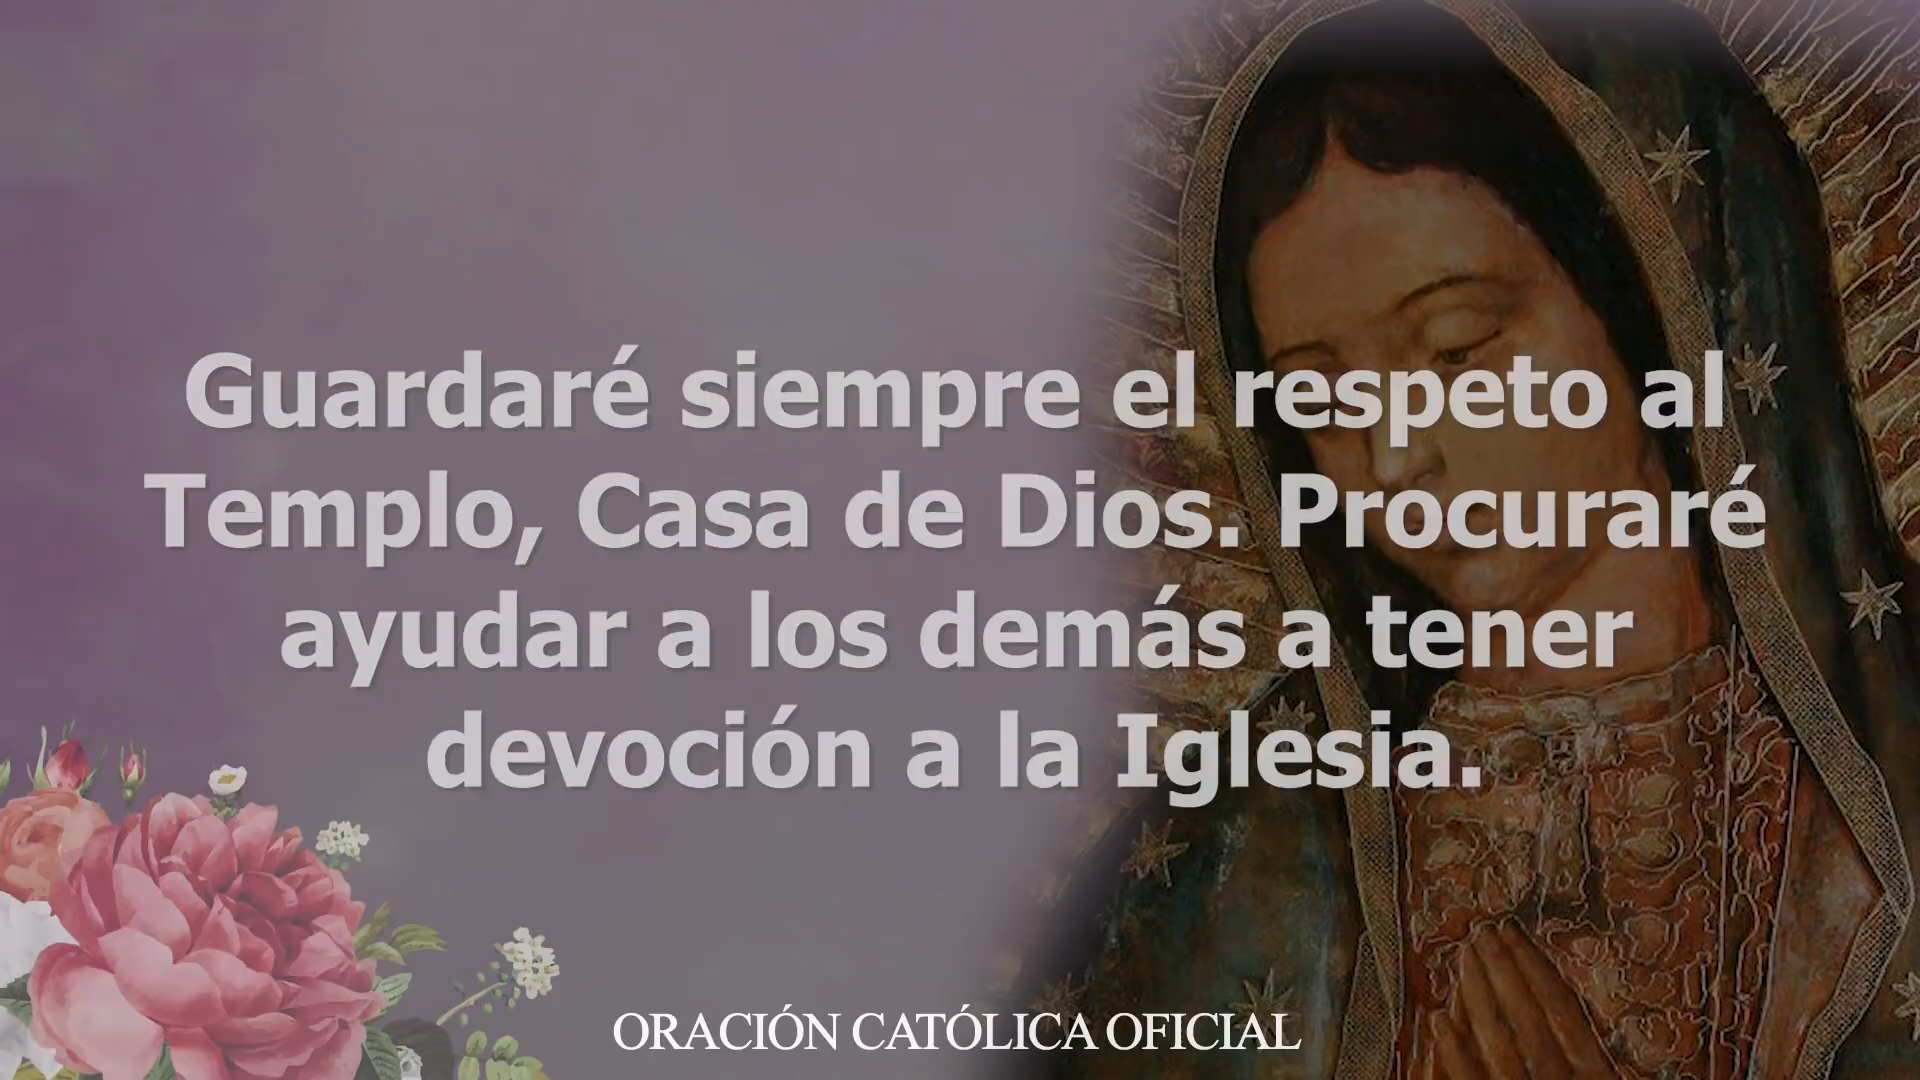 Guardaré siempre el respeto al
Templo, Casa de Dios. Procuraré
ayudar a los demás a tener
devoción a la Iglesia.
ORACIÓN CATÓLICA OFICIAL